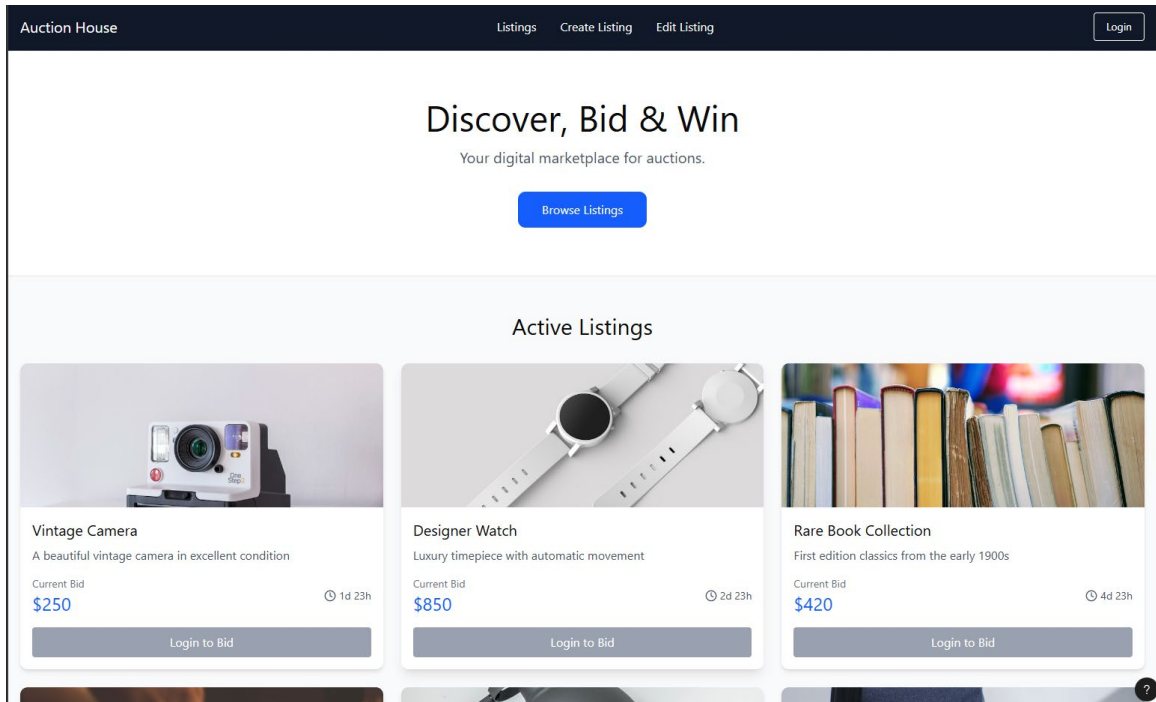 Auction House
Listings
Create Listing
Edit Listing
Login
Discover, Bid & Win
Your digital marketplace for auctions.
Browse Listings
Active Listings
One
Step
Vintage Camera
A beautiful vintage camera in excellent condition
Current Bid
$250
1d 23h
Login to Bid
Designer Watch
Luxury timepiece with automatic movement
Current Bid
$850
2d 23h
Login to Bid
Rare Book Collection
First edition classics from the early 1900s
Current Bid
$420
4d 23h
Login to Bid
?